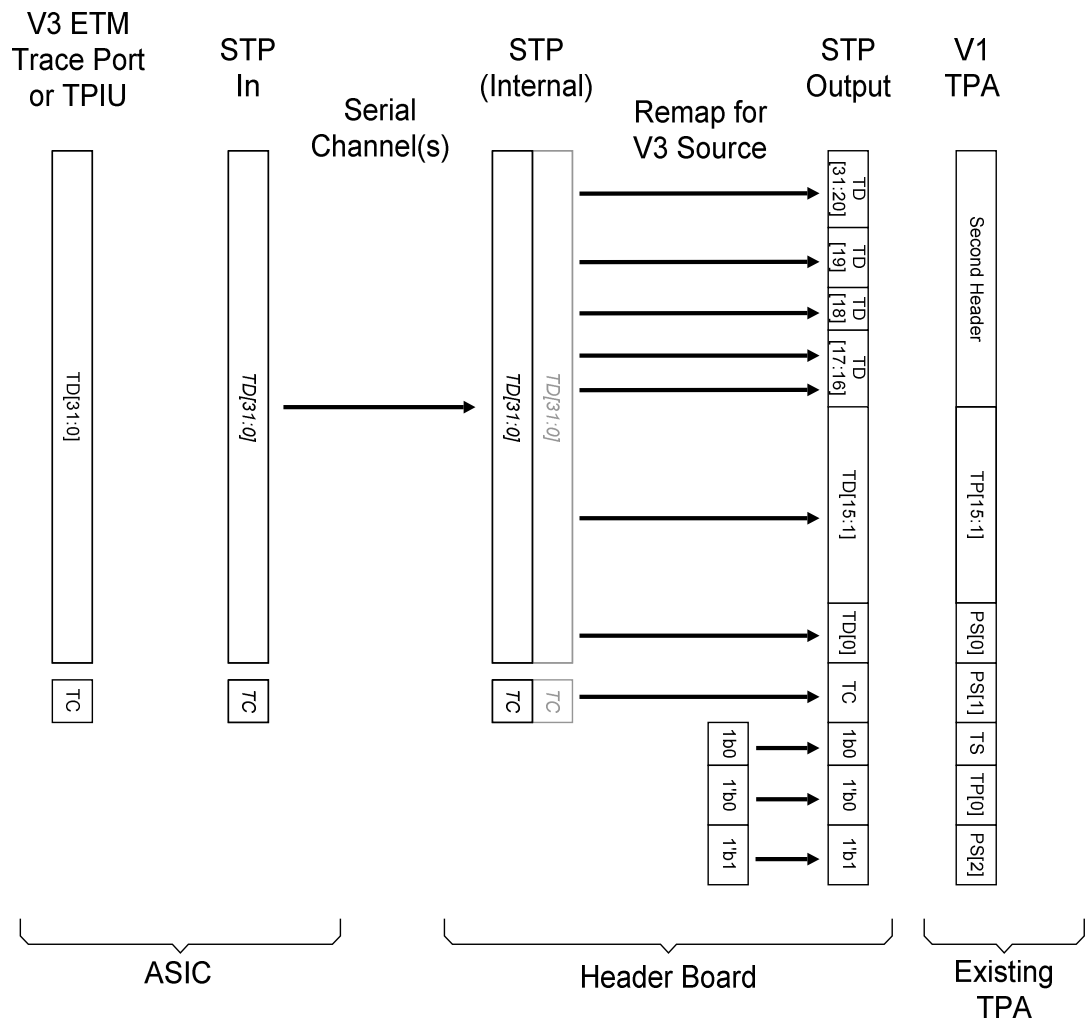 V3 ETM
Trace Port
or TPIU
STP
In
Serial
Channel(s)
STP
(Internal)
Remap for
V3 Source
STP
Output
V1
TPA
TD[31:0]
TC
TD[31:0]
TC
TD[31:0]
TD[31:0]
TC
TC
1b0
1'b0
1'b1
TD
[31:20]
TD
[19]
TD
[18]
TD
[17:16]
TD[15:1]
TD[0]
TC
1b0
1'b0
1'b1
Second Header
TP[15:1]
PS[0]
PS[1]
TS
TP[0]
PS[2]
ASIC
Header Board
Existing
TPA